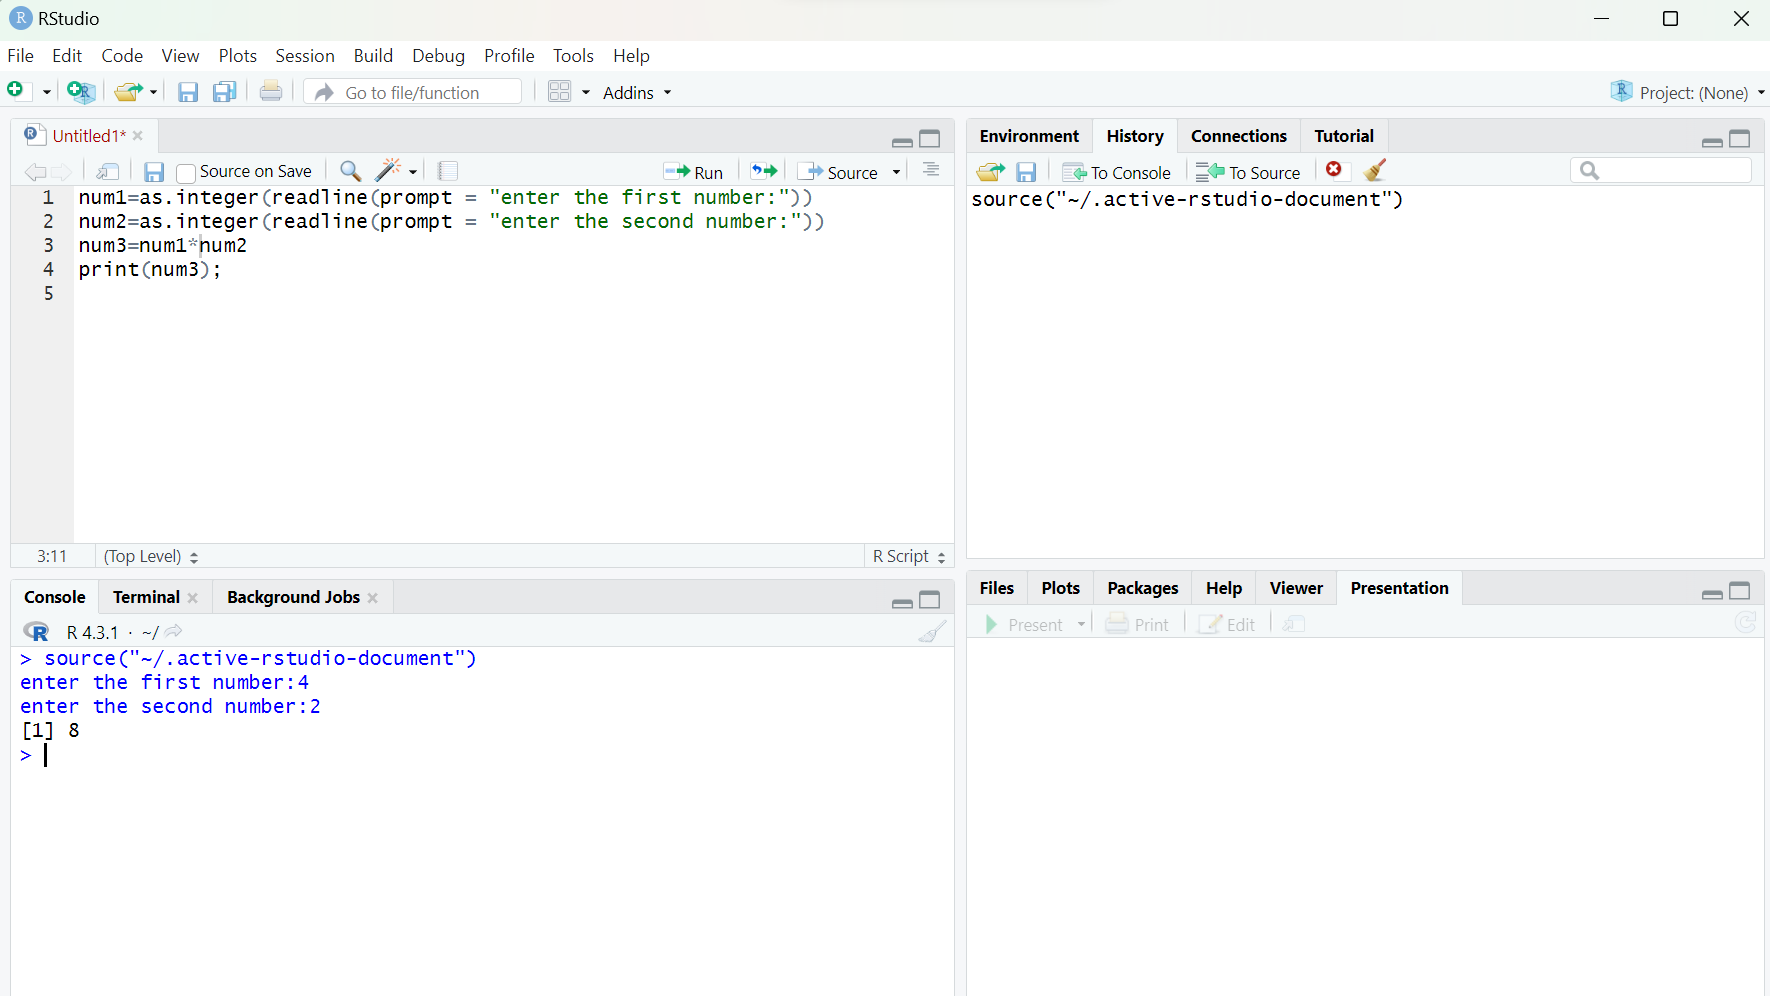 RStudio
File Edit Code View Plots Session Build Debug Profile Tools Help
Go to file/function Addins Project: (None)
Untitled1*
Source on Save Run Source
1 num1=as.integer(readline(prompt = "enter the first number:"))
2 num2=as.integer(readline(prompt = "enter the second number:"))
3 num3=num1*num2
4 print(num3);
5
3:11 (Top Level) R Script
Console Terminal Background Jobs
R 4.3.1 · ~/
> source("~/.active-rstudio-document")
enter the first number:4
enter the second number:2
[1] 8
>
Environment History Connections Tutorial
To Console To Source
source("~/.active-rstudio-document")
Files Plots Packages Help Viewer Presentation
Present Print Edit